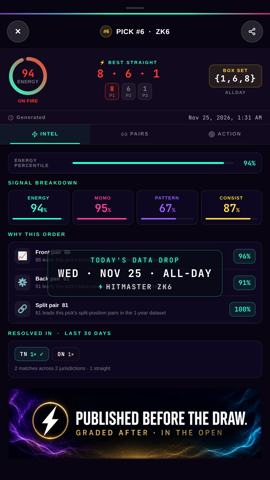 #6 PICK #6 · ZK6
94
ENERGY
ON FIRE
⚡ BEST STRAIGHT
8 · 6 · 1
8 P1
6 P2
1 P3
BOX SET
{1,6,8}
ALLDAY
Generated
Nov 25, 2026, 1:31 AM
INTEL
PAIRS
ACTION
ENERGY PERCENTILE
94%
SIGNAL BREAKDOWN
ENERGY
94%
MOMO
95%
PATTERN
67%
CONSIST
87%
WHY THIS ORDER
Front pair
96%
TODAY'S DATA DROP
WED · NOV 25 · ALL-DAY
⚡ HITMASTER ZK6
91%
Split pair 81
61 leads this pick's split-position pairs in the 1-year dataset
100%
RESOLVED IN · LAST 30 DAYS
TN 1× ✓
ON 1×
2 matches across 2 jurisdictions · 1 straight
PUBLISHED BEFORE THE DRAW.
GRADED AFTER · IN THE OPEN